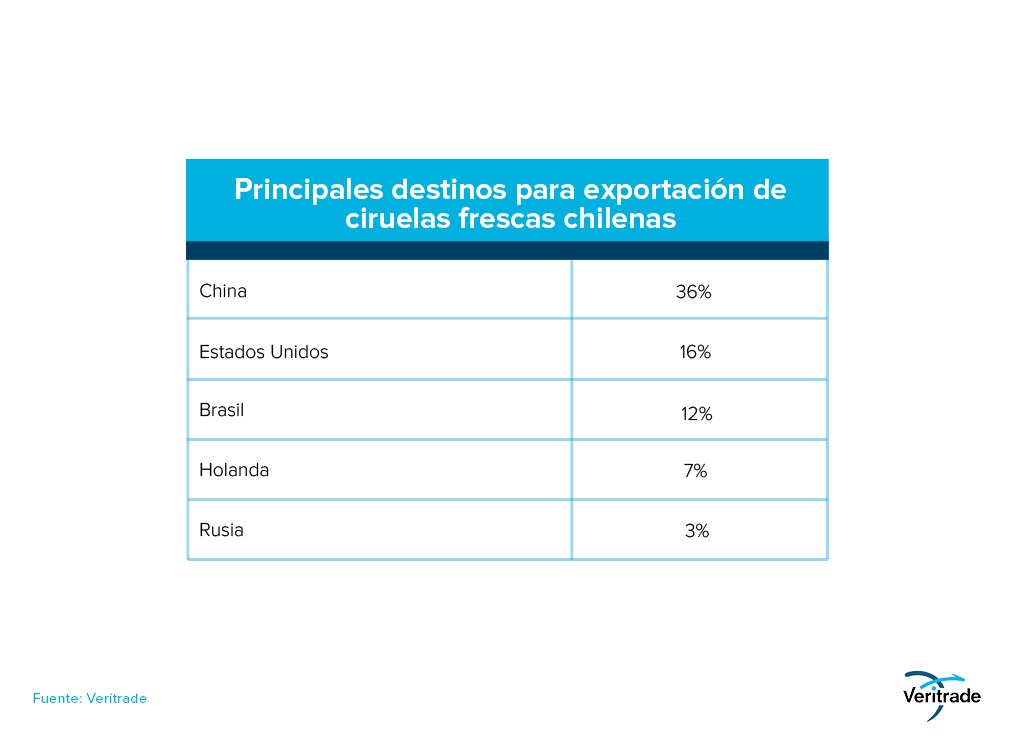 Principales destinos para exportación de
ciruelas frescas chilenas
China 36%
Estados Unidos 16%
Brasil 12%
Holanda 7%
Rusia 3%
Fuente: Veritrade
Veritrade